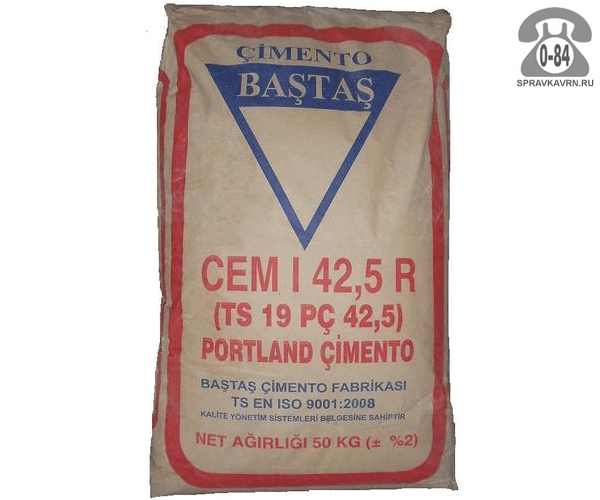 ÇİMENTO
BAŞTAŞ
CEM I 42,5 R
(TS 19 PÇ 42,5)
PORTLAND ÇİMENTO
BAŞTAŞ ÇİMENTO FABRİKASI
TS EN ISO 9001:2008
KALİTE YÖNETİM SİSTEMLERİ BELGESİNE SAHİPTİR
NET AĞIRLIĞI 50 KG (± %2)
0-84
SPRAVKAVRN.RU